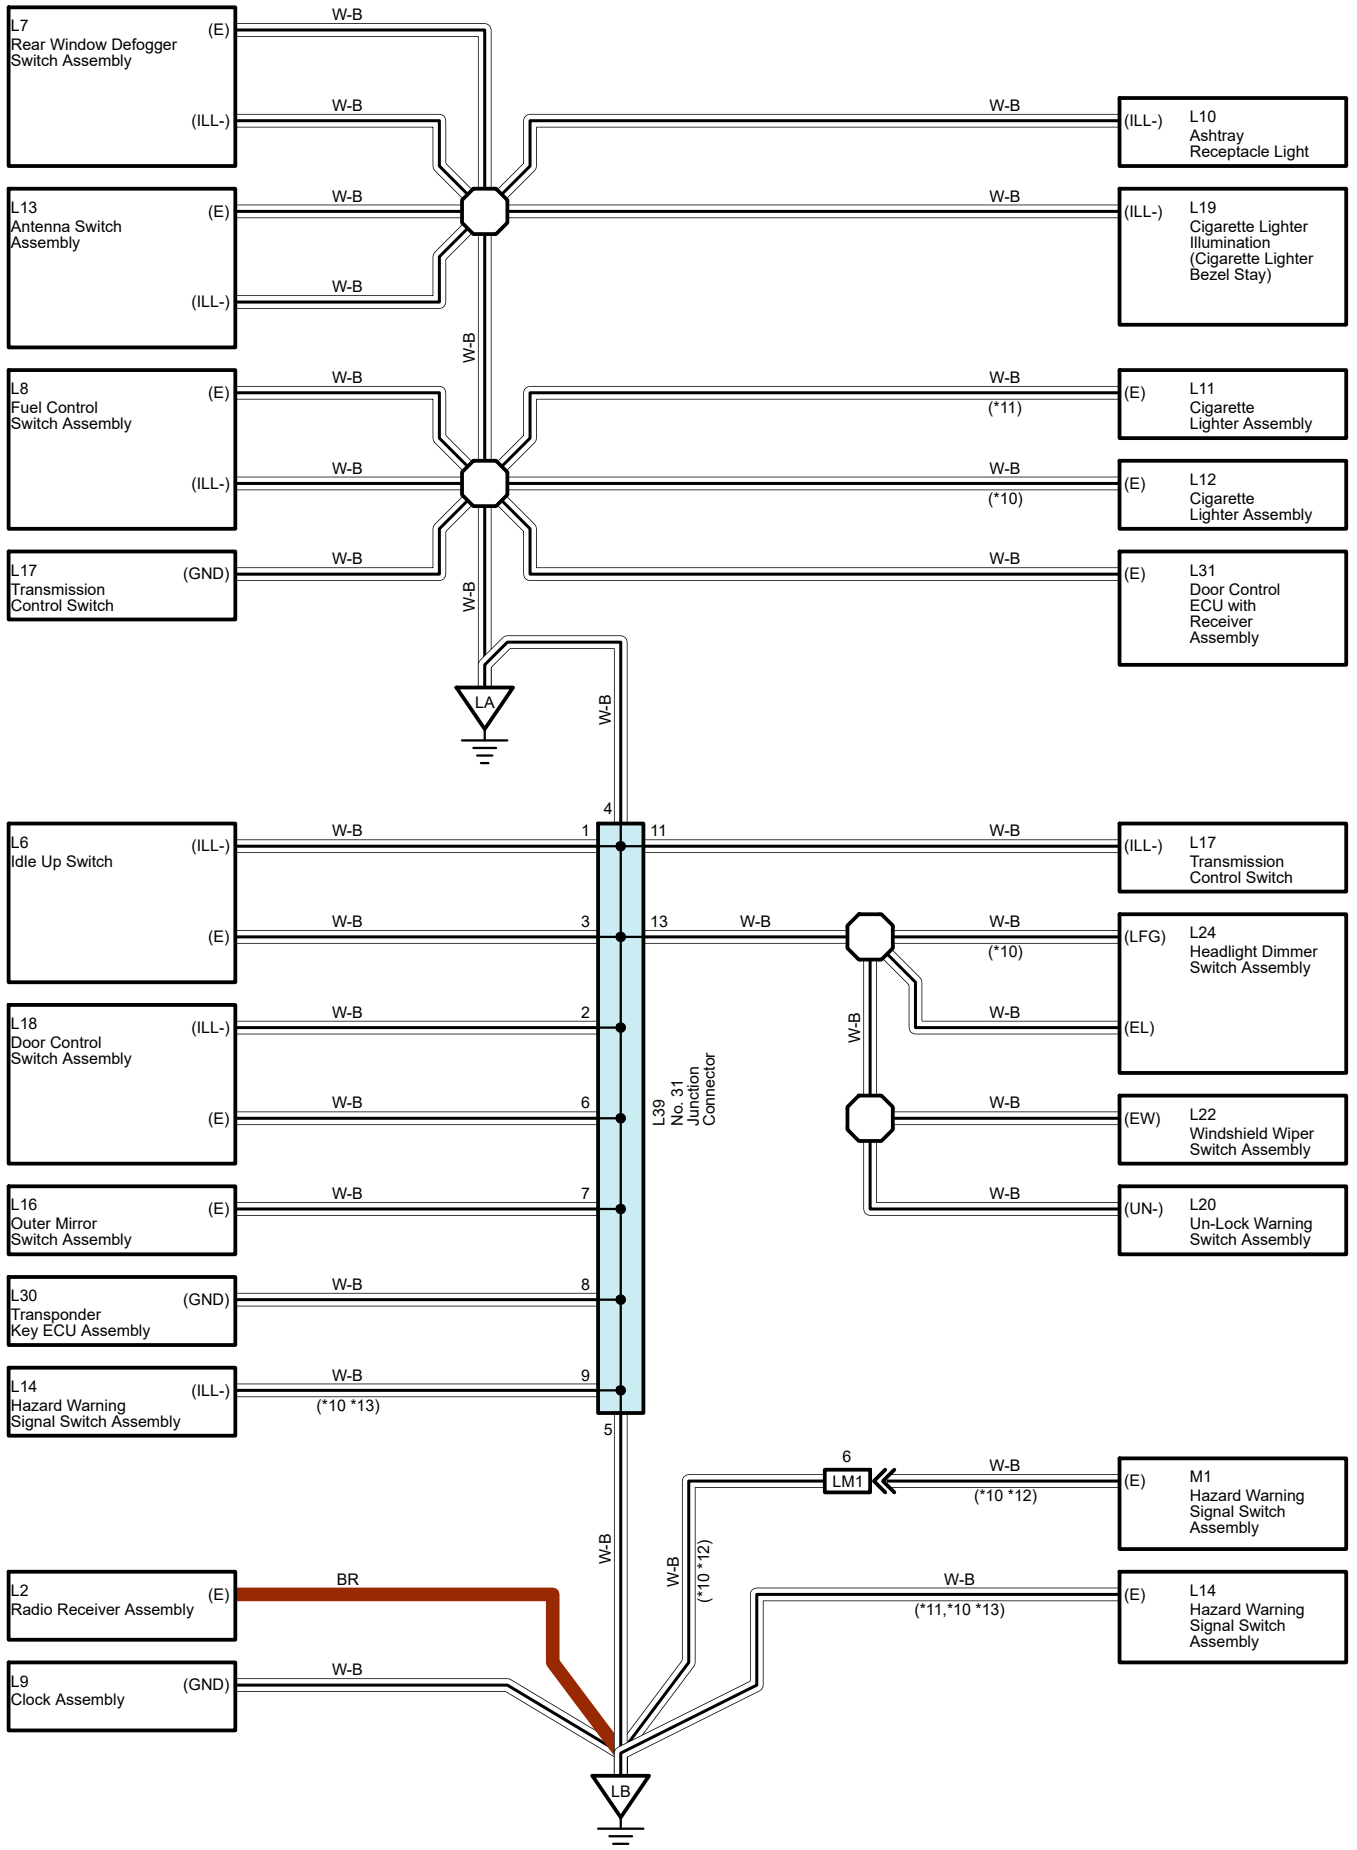 L7
Rear Window Defogger
Switch Assembly
(E)
W-B
(ILL-)
W-B
W-B
(ILL-)
L10
Ashtray
Receptacle Light
L13
Antenna Switch
Assembly
(E)
W-B
(ILL-)
W-B
W-B
(ILL-)
L19
Cigarette Lighter
Illumination
(Cigarette Lighter
Bezel Stay)
W-B
L8
Fuel Control
Switch Assembly
(E)
W-B
(ILL-)
W-B
W-B
(*11)
(E)
L11
Cigarette
Lighter Assembly
W-B
(*10)
(E)
L12
Cigarette
Lighter Assembly
L17
Transmission
Control Switch
(GND)
W-B
W-B
W-B
(E)
L31
Door Control
ECU with
Receiver
Assembly
LA
W-B
4
L6
Idle Up Switch
(ILL-)
W-B
1
11
W-B
(ILL-)
L17
Transmission
Control Switch
(E)
W-B
3
13
W-B
W-B
(*10)
(LFG)
L24
Headlight Dimmer
Switch Assembly
W-B
(EL)
W-B
L18
Door Control
Switch Assembly
(ILL-)
W-B
2
(E)
W-B
6
L39
No. 31
Junction
Connector
W-B
(EW)
L22
Windshield Wiper
Switch Assembly
L16
Outer Mirror
Switch Assembly
(E)
W-B
7
W-B
(UN-)
L20
Un-Lock Warning
Switch Assembly
L30
Transponder
Key ECU Assembly
(GND)
W-B
8
L14
Hazard Warning
Signal Switch Assembly
(ILL-)
W-B
(*10 *13)
9
5
6
LM1
W-B
(*10 *12)
(E)
M1
Hazard Warning
Signal Switch
Assembly
W-B
W-B
(*10 *12)
L2
Radio Receiver Assembly
(E)
BR
W-B
(*11,*10 *13)
(E)
L14
Hazard Warning
Signal Switch
Assembly
L9
Clock Assembly
(GND)
W-B
LB